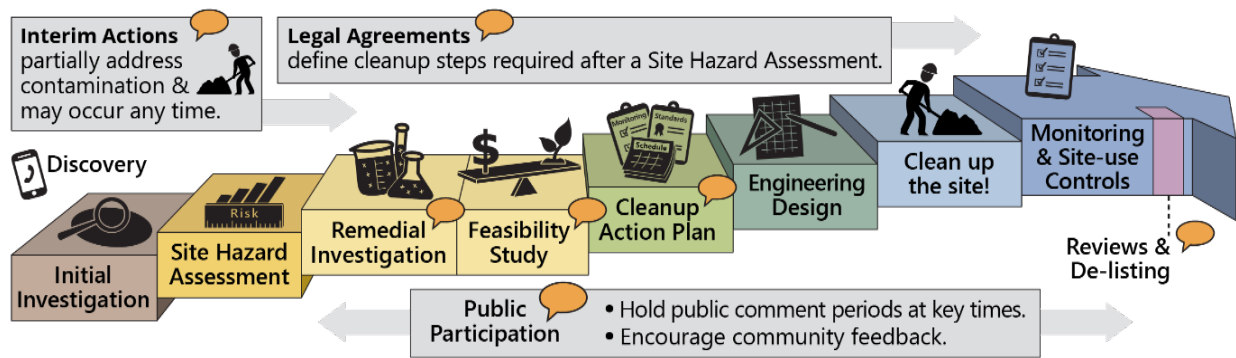 Interim Actions
partially address
contamination &
may occur any time.
Legal Agreements
define cleanup steps required after a Site Hazard Assessment.
Discovery
Initial
Investigation
Risk
Site Hazard
Assessment
Remedial
Investigation
$
Feasibility
Study
Monitoring
Standards
Schedule
Cleanup
Action Plan
Engineering
Design
Clean up
the site!
Monitoring
& Site-use
Controls
Reviews &
De-listing
Public
Participation
• Hold public comment periods at key times.
• Encourage community feedback.